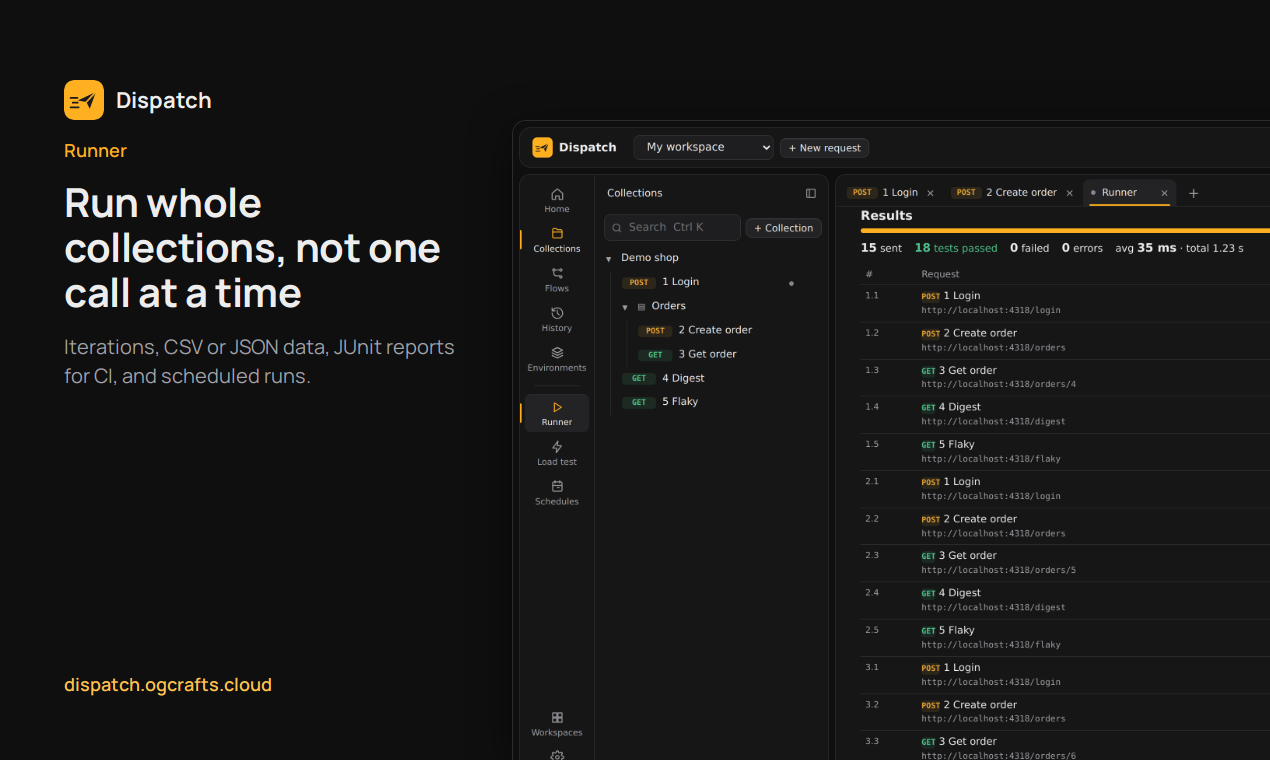 Dispatch
Runner
Run whole
collections, not one
call at a time
Iterations, CSV or JSON data, JUnit reports
for CI, and scheduled runs.
dispatch.ogcrafts.cloud
Dispatch
My workspace
+ New request
Home
Collections
Flows
History
Environments
Runner
Load test
Schedules
Workspaces
Collections
Search Ctrl K
+ Collection
Demo shop
POST 1 Login
Orders
POST 2 Create order
GET 3 Get order
GET 4 Digest
GET 5 Flaky
POST 1 Login ×
POST 2 Create order ×
Runner ×
+
Results
15 sent 18 tests passed 0 failed 0 errors avg 35 ms · total 1.23 s
# Request
1.1 POST 1 Login
http://localhost:4318/login
1.2 POST 2 Create order
http://localhost:4318/orders
1.3 GET 3 Get order
http://localhost:4318/orders/4
1.4 GET 4 Digest
http://localhost:4318/digest
1.5 GET 5 Flaky
http://localhost:4318/flaky
2.1 POST 1 Login
http://localhost:4318/login
2.2 POST 2 Create order
http://localhost:4318/orders
2.3 GET 3 Get order
http://localhost:4318/orders/5
2.4 GET 4 Digest
http://localhost:4318/digest
2.5 GET 5 Flaky
http://localhost:4318/flaky
3.1 POST 1 Login
http://localhost:4318/login
3.2 POST 2 Create order
http://localhost:4318/orders
3.3 GET 3 Get order
http://localhost:4318/orders/6